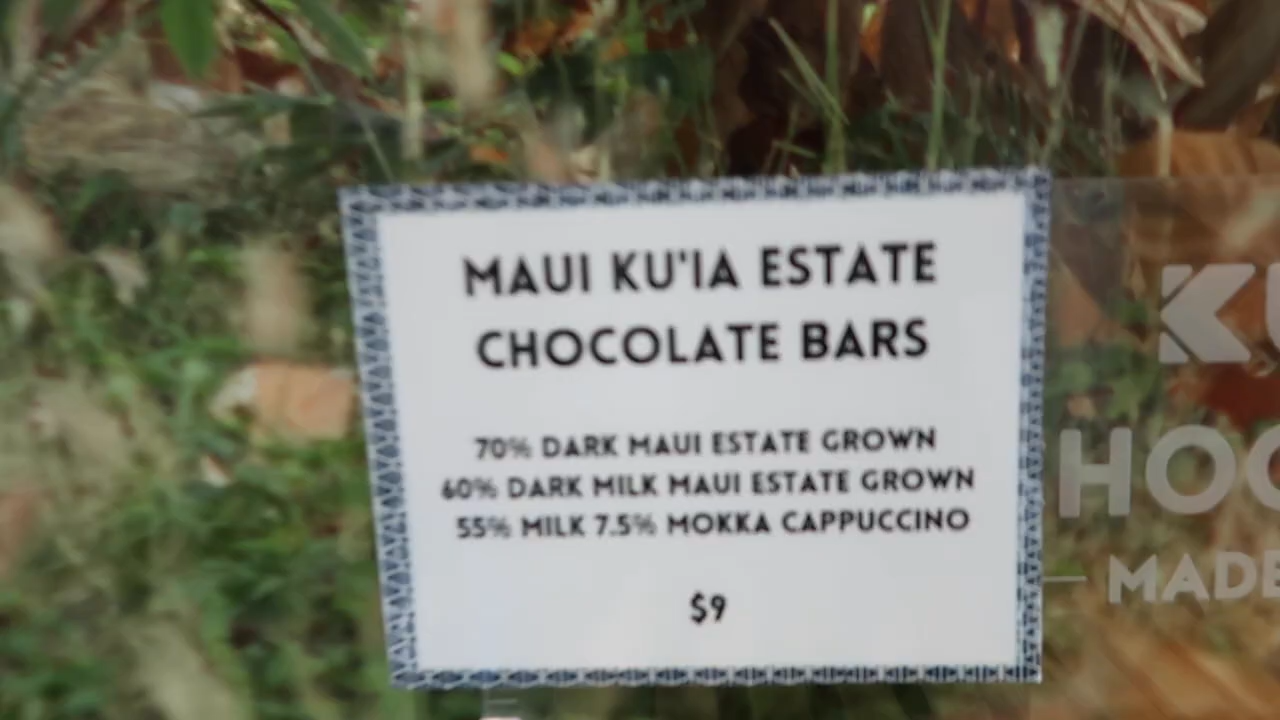 MAUI KU'IA ESTATE
CHOCOLATE BARS
70% DARK MAUI ESTATE GROWN
60% DARK MILK MAUI ESTATE GROWN
55% MILK 7.5% MOKKA CAPPUCCINO
$9
MADE